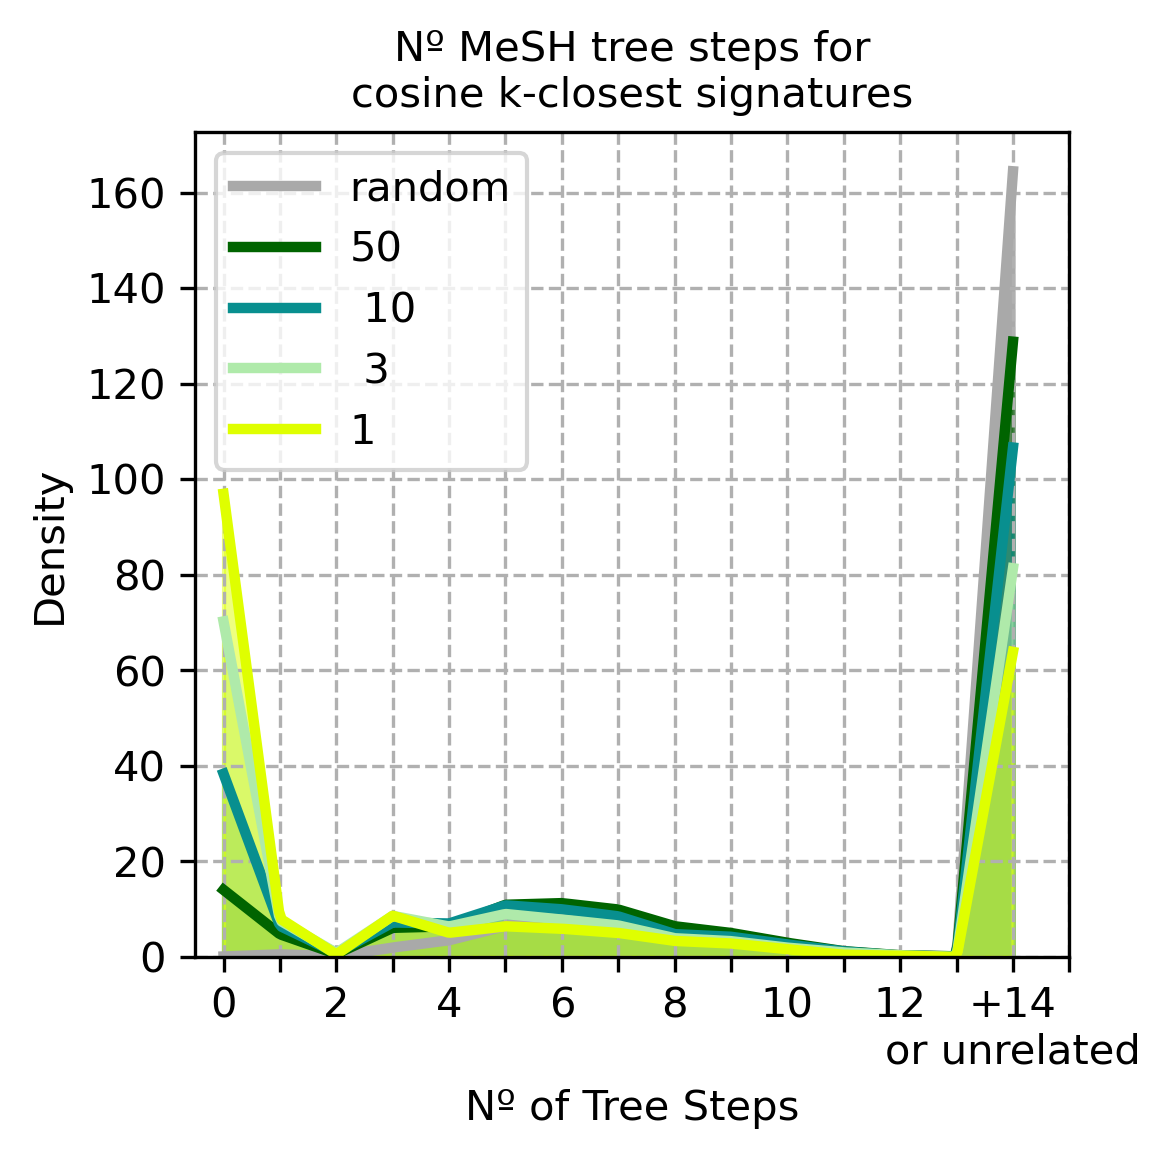 Nº MeSH tree steps for
cosine k-closest signatures
random
50
10
3
1
160
140
120
100
80
60
40
20
0
Density
0 2 4 6 8 10 12 +14
or unrelated
Nº of Tree Steps